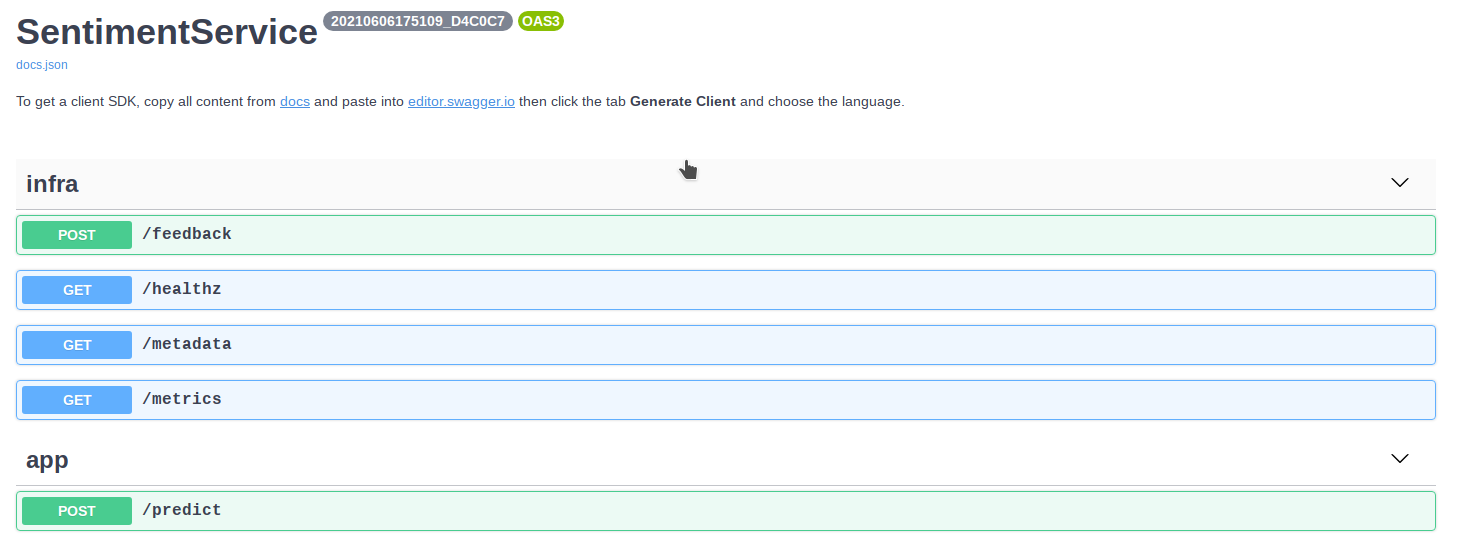 SentimentService 20210606175109_D4C0C7 OAS3
docs.json
To get a client SDK, copy all content from docs and paste into editor.swagger.io then click the tab Generate Client and choose the language.
infra
POST /feedback
GET /healthz
GET /metadata
GET /metrics
app
POST /predict